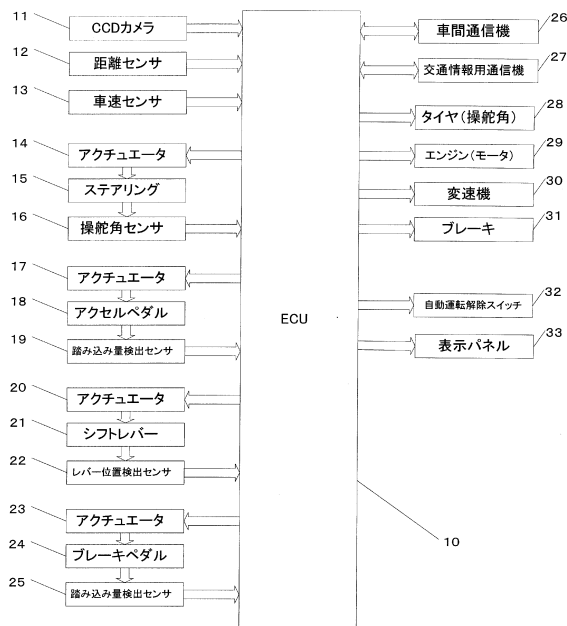 11 CCDカメラ
12 距離センサ
13 車速センサ
14 アクチュエータ
15 ステアリング
16 操舵角センサ
17 アクチュエータ
18 アクセルペダル
19 踏み込み量検出センサ
20 アクチュエータ
21 シフトレバー
22 レバー位置検出センサ
23 アクチュエータ
24 ブレーキペダル
25 踏み込み量検出センサ
ECU
10
車間通信機 26
交通情報用通信機 27
タイヤ(操舵角) 28
エンジン(モータ) 29
変速機 30
ブレーキ 31
自動運転解除スイッチ 32
表示パネル 33